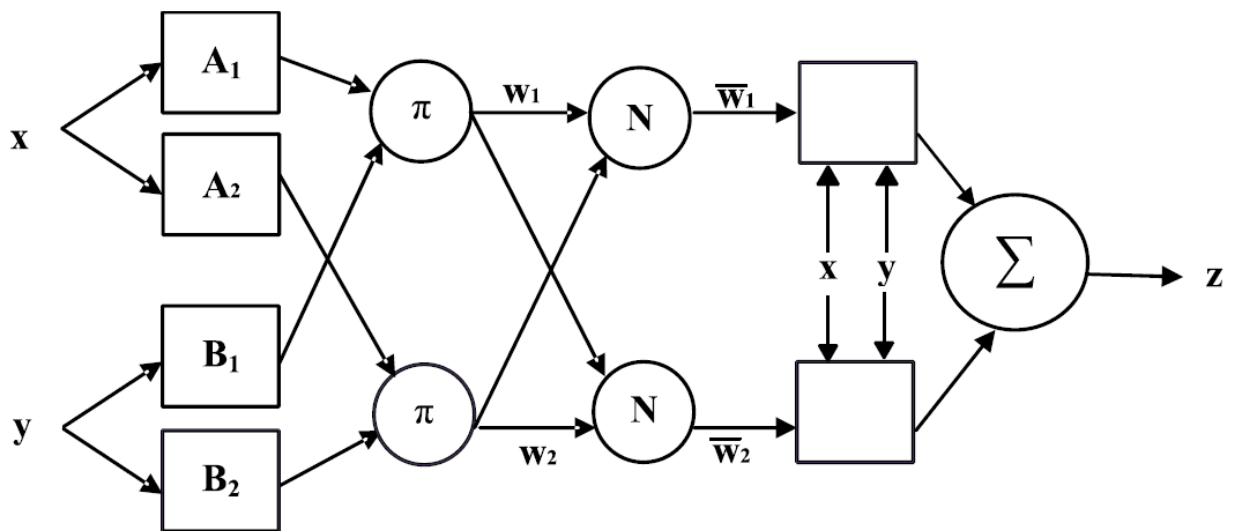 x
A₁
A₂
y
B₁
B₂
π
π
w₁
w₂
N
N
w̅₁
w̅₂
x y
∑
z